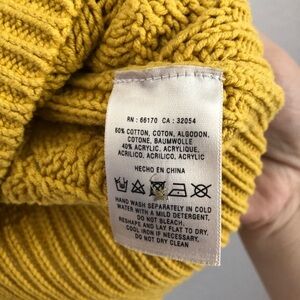 RN: 66170 CA: 32054
60% COTTON, COTON, ALGODON,
COTONE, BAUMWOLLE
40% ACRYLIC, ACRYLIQUE,
ACRILICO, ACRILICO, ACRYLIC
HECHO EN CHINA
HAND WASH SEPARATELY IN COLD
WATER WITH A MILD DETERGENT.
DO NOT BLEACH.
RESHAPE AND LAY FLAT TO DRY.
COOL IRON IF NECESSARY.
DO NOT DRY CLEAN